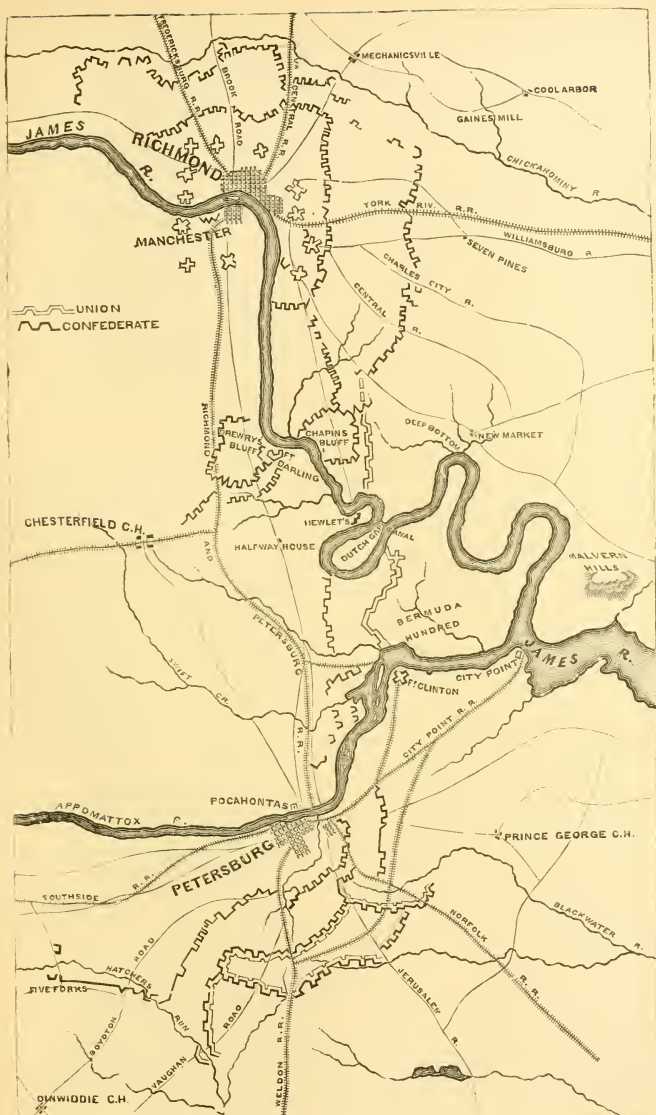 FREDERICKSBURG R.R.
BROOK ROAD
VA CENTRAL R.R.
MECHANICSVILLE
COOL ARBOR
GAINES MILL
CHICKAHOMINY R
JAMES R.
RICHMOND
MANCHESTER
YORK RIV. R.R.
WILLIAMSBURG R
SEVEN PINES
CHARLES CITY R.
CENTRAL R.
UNION
CONFEDERATE
DREWRYS BLUFF
FT DARLING
CHAPINS BLUFF
DEEP BOTTOM
NEW MARKET
RICHMOND AND PETERSBURG R.R.
CHESTERFIELD C.H.
HALFWAY HOUSE
HEWLET'S
DUTCH GAP CANAL
MALVERN HILLS
BERMUDA HUNDRED
JAMES R.
CITY POINT
FT CLINTON
SWIFT CR.
CITY POINT R.R.
POCAHONTAS
APPOMATTOX R.
PETERSBURG
PRINCE GEORGE C.H.
SOUTHSIDE R.R.
BLACKWATER R.
NORFOLK R.R.
JERUSALEM R.
HATCHERS RUN
FIVE FORKS
BOYDTON ROAD
VAUGHAN ROAD
WELDON R.R.
DINWIDDIE C.H.